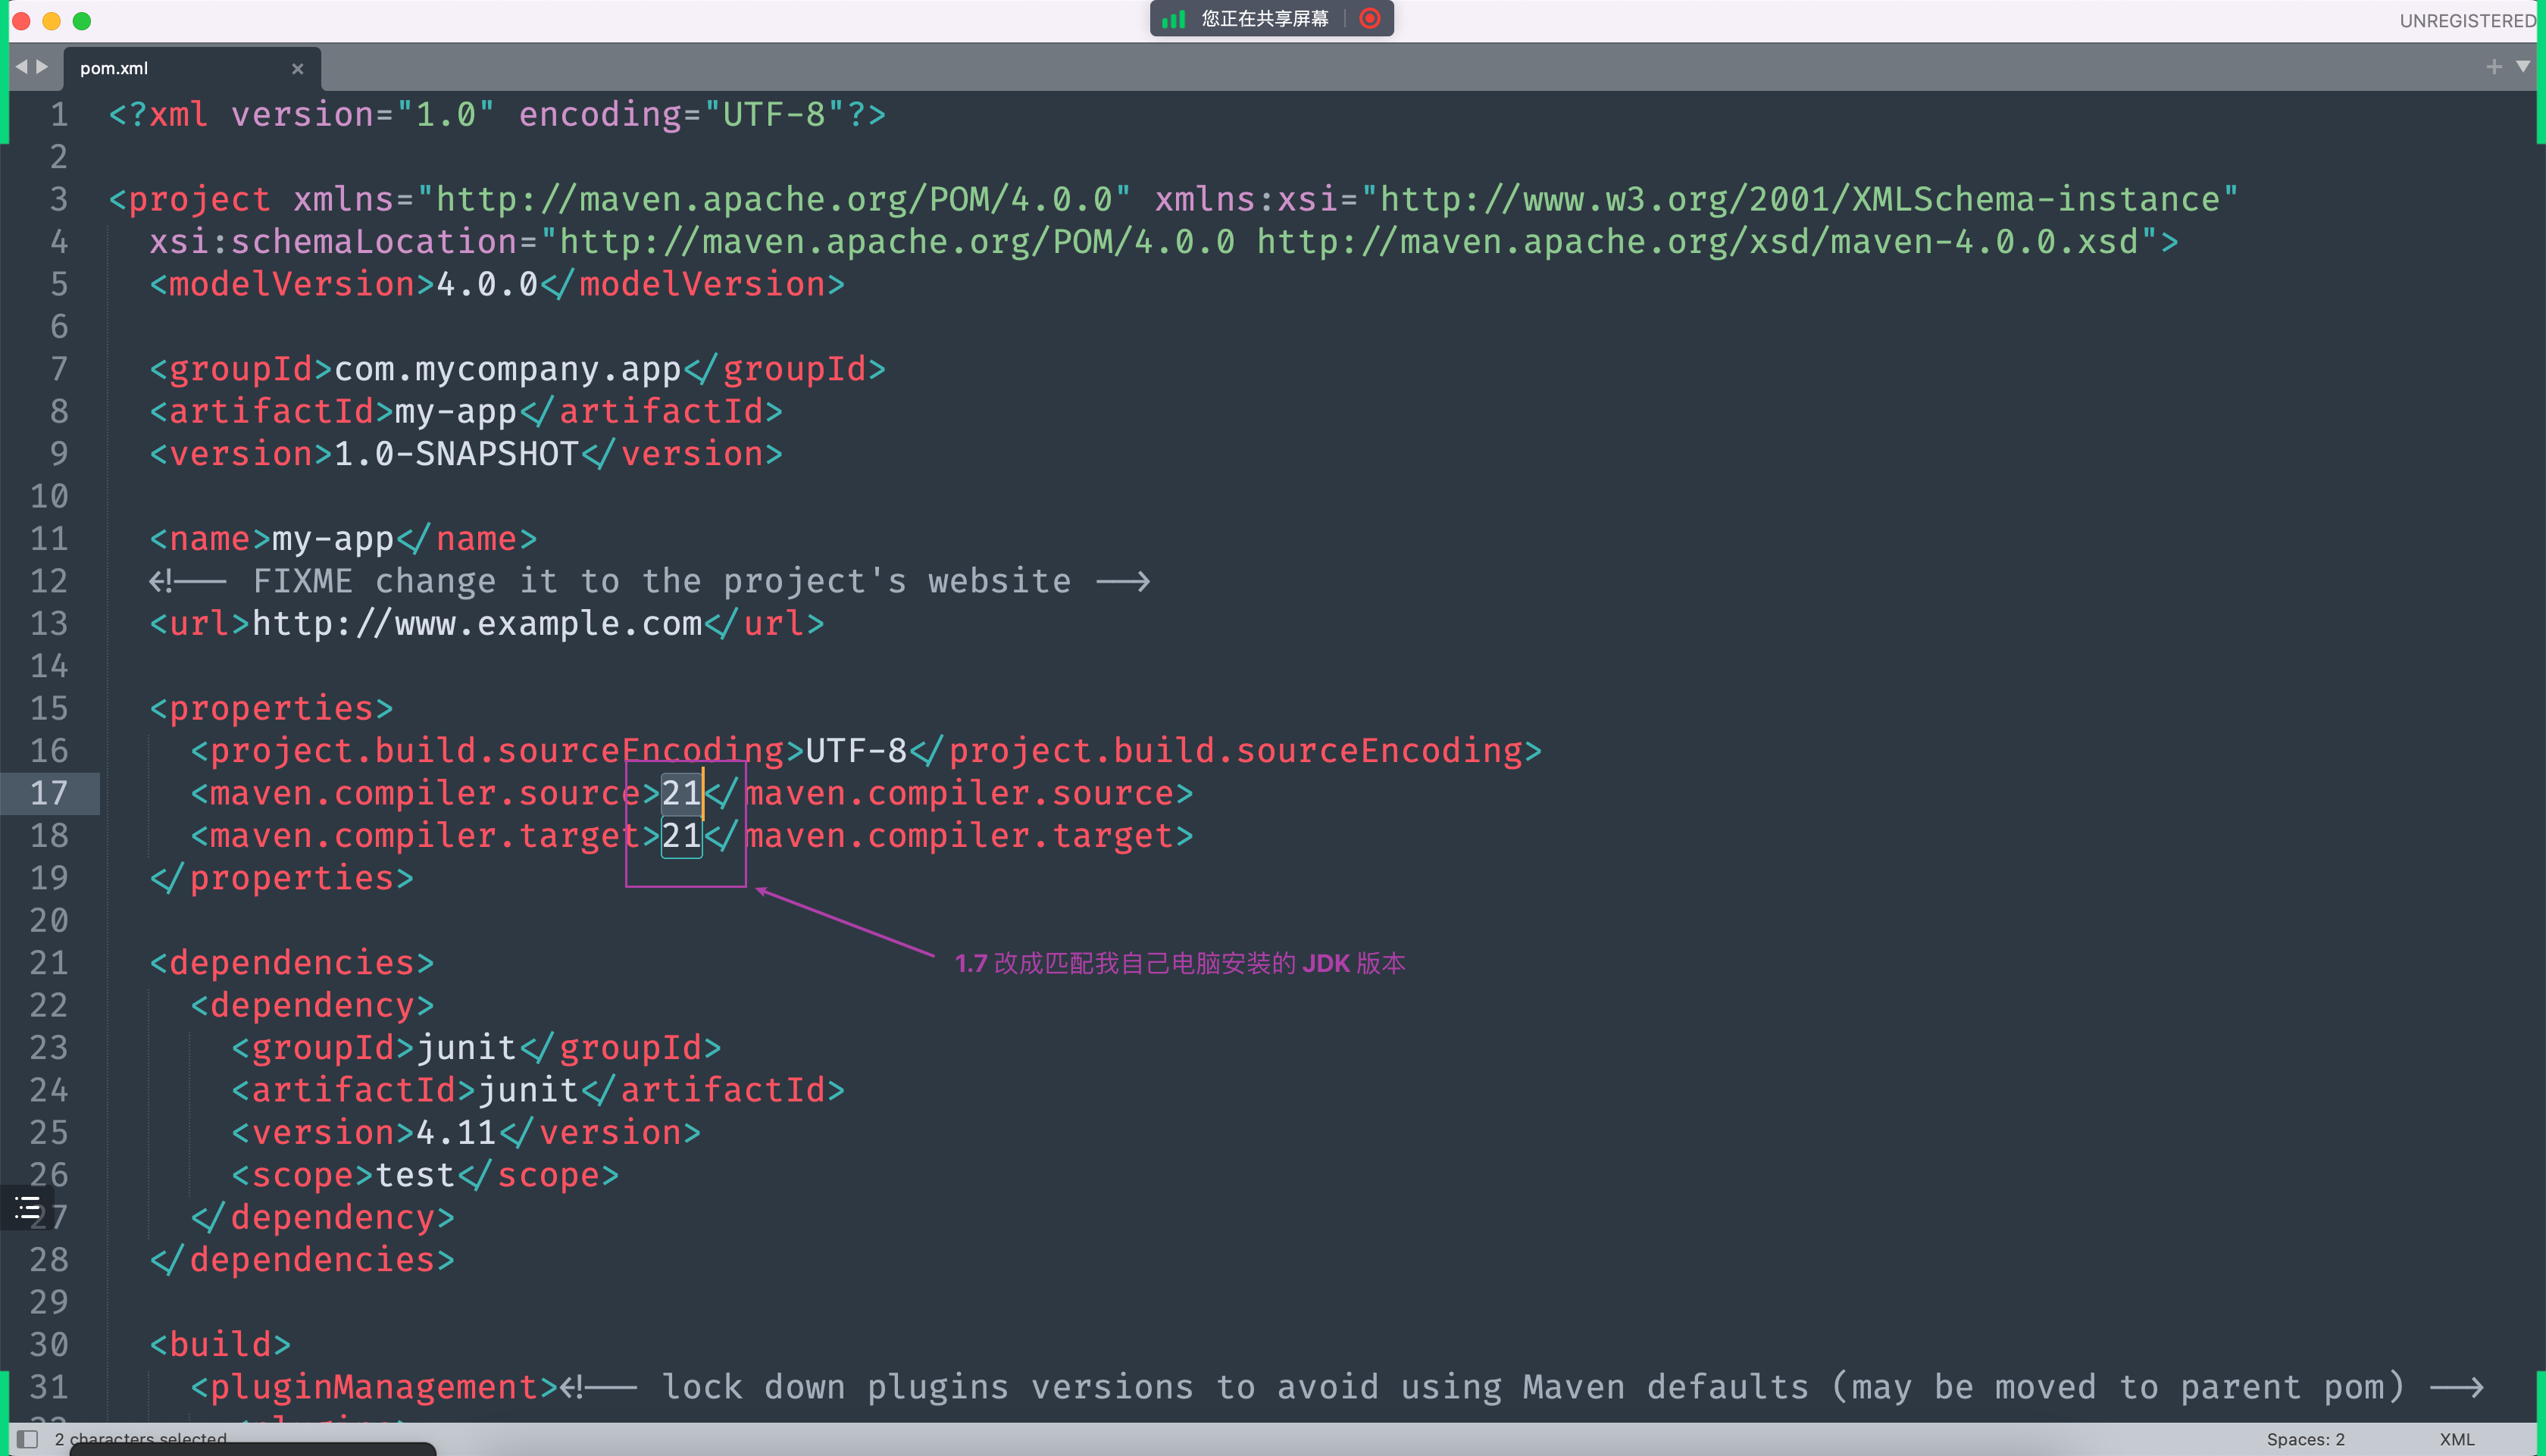 您正在共享屏幕
UNREGISTERED
pom.xml
1 <?xml version="1.0" encoding="UTF-8"?>
2
3 <project xmlns="http://maven.apache.org/POM/4.0.0" xmlns:xsi="http://www.w3.org/2001/XMLSchema-instance"
4 xsi:schemaLocation="http://maven.apache.org/POM/4.0.0 http://maven.apache.org/xsd/maven-4.0.0.xsd">
5 <modelVersion>4.0.0</modelVersion>
6
7 <groupId>com.mycompany.app</groupId>
8 <artifactId>my-app</artifactId>
9 <version>1.0-SNAPSHOT</version>
10
11 <name>my-app</name>
12 <!-- FIXME change it to the project's website -->
13 <url>http://www.example.com</url>
14
15 <properties>
16 <project.build.sourceEncoding>UTF-8</project.build.sourceEncoding>
17 <maven.compiler.source>21</maven.compiler.source>
18 <maven.compiler.target>21</maven.compiler.target>
19 </properties>
20
1.7 改成匹配我自己电脑安装的 JDK 版本
21 <dependencies>
22 <dependency>
23 <groupId>junit</groupId>
24 <artifactId>junit</artifactId>
25 <version>4.11</version>
26 <scope>test</scope>
27 </dependency>
28 </dependencies>
29
30 <build>
31 <pluginManagement><!-- lock down plugins versions to avoid using Maven defaults (may be moved to parent pom) -->
2 characters selected
Spaces: 2
XML